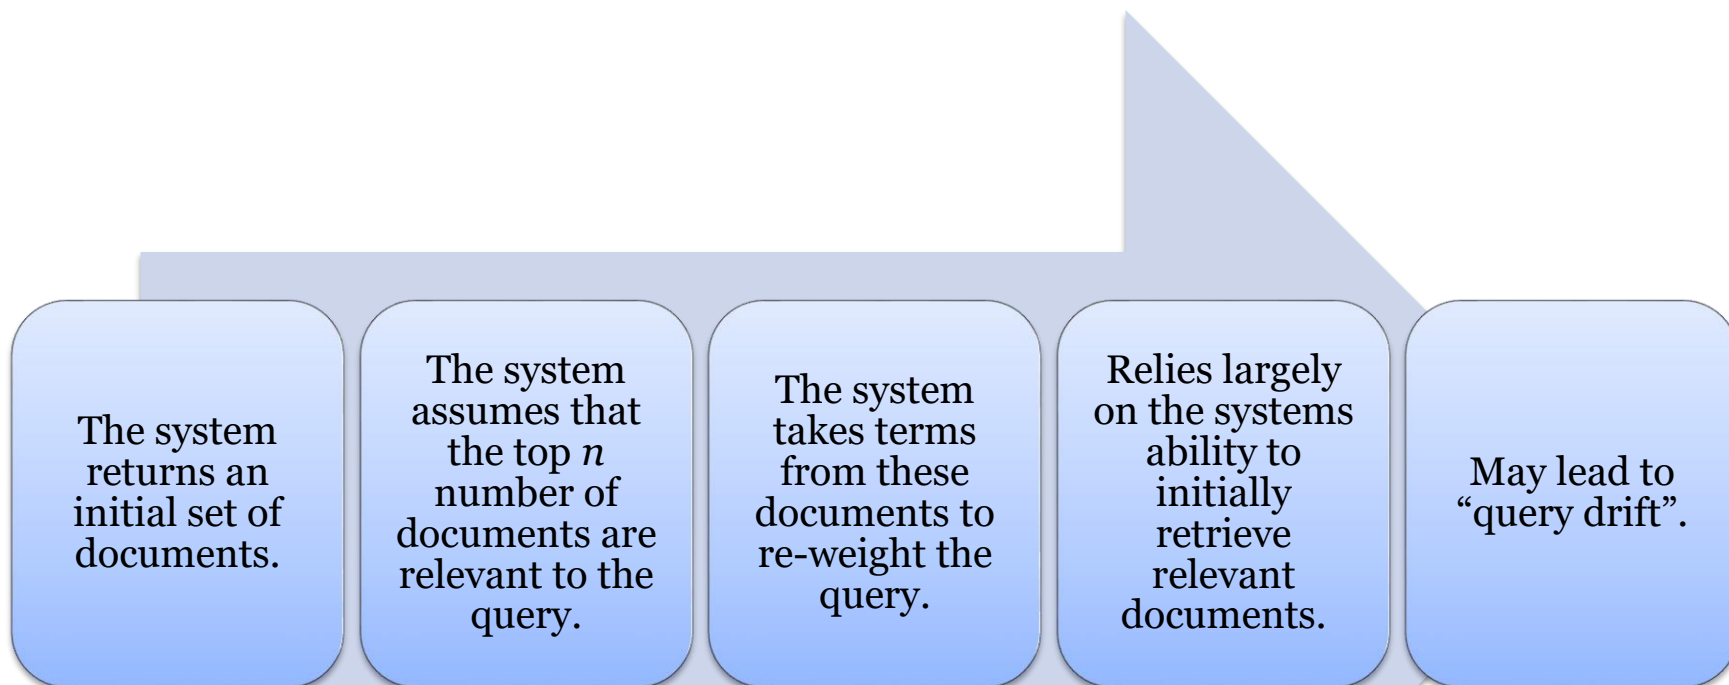 The system
returns an
initial set of
documents.
The system
assumes that
the top n
number of
documents are
relevant to the
query.
The system
takes terms
from these
documents to
re-weight the
query.
Relies largely
on the systems
ability to
initially
retrieve
relevant
documents.
May lead to
“query drift”.